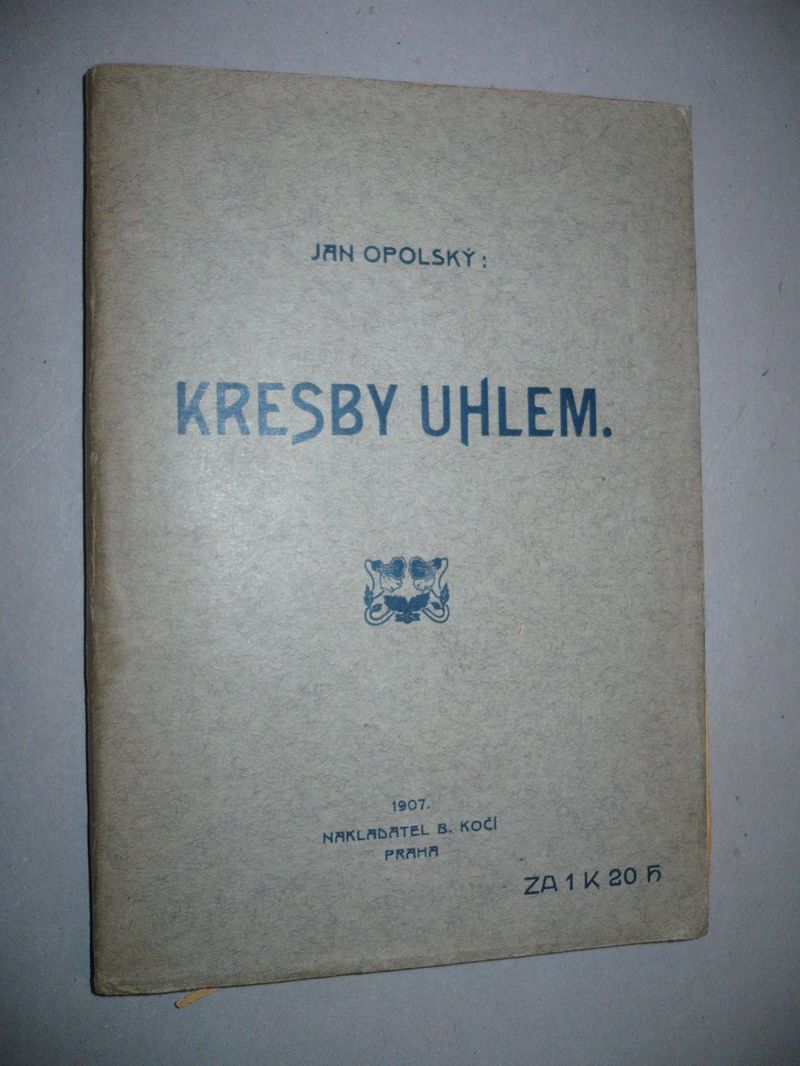 JAN OPOLSKÝ:
KRESBY UHLEM.
1907.
NAKLADATEL B. KOČÍ
PRAHA
ZA 1 K 20 h